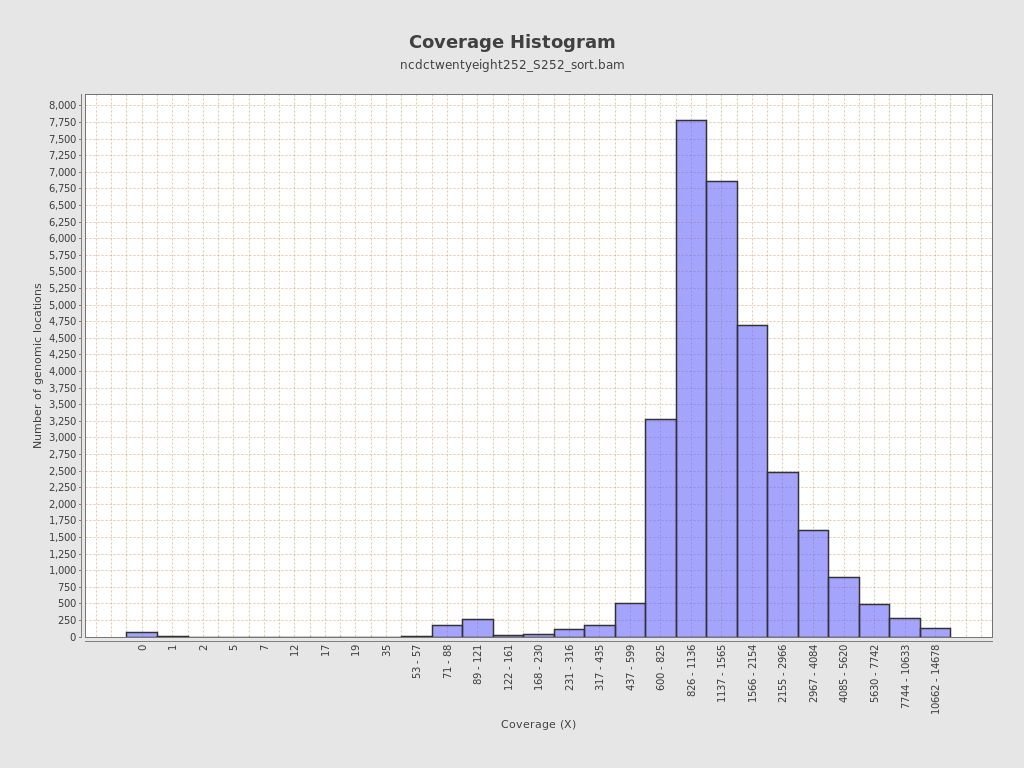 Coverage Histogram
ncdctwentyeight252_S252_sort.bam
Number of genomic locations
8,000
7,750
7,500
7,250
7,000
6,750
6,500
6,250
6,000
5,750
5,500
5,250
5,000
4,750
4,500
4,250
4,000
3,750
3,500
3,250
3,000
2,750
2,500
2,250
2,000
1,750
1,500
1,250
1,000
750
500
250
0
0
1
2
5
7
12
17
19
35
53 - 57
71 - 88
89 - 121
122 - 161
168 - 230
231 - 316
317 - 435
437 - 599
600 - 825
826 - 1136
1137 - 1565
1566 - 2154
2155 - 2966
2967 - 4084
4085 - 5620
5630 - 7742
7744 - 10633
10662 - 14678
Coverage (X)